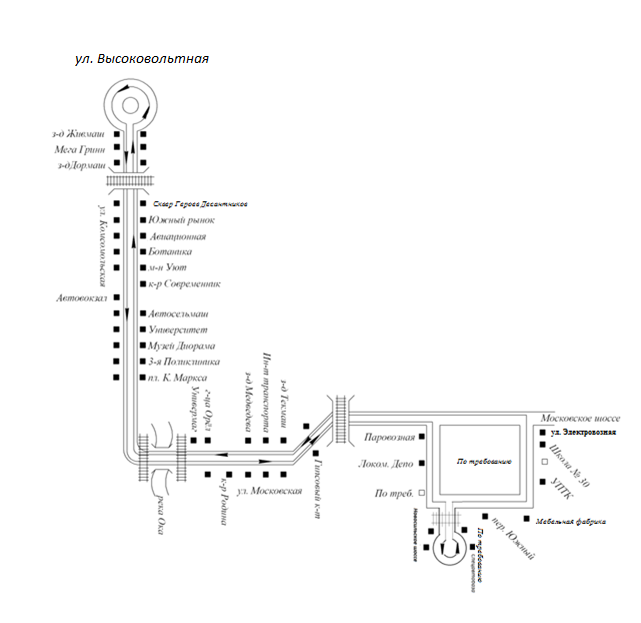 ул. Высоковольтная
з-д Живмаш
Мега Гринн
з-дДормаш
Сквер Героев Десантников
ул. Комсомольская
Южный рынок
Авиационная
Ботаника
м-н Уют
к-р Современник
Автовокзал
Автосельмаш
Университет
Музей Диорама
3-я Поликлиника
пл. К. Маркса
Универмаг
г-ца Орёл
з-д Медведева
Ин-т транспорта
з-д Текмаш
река Ока
к-р Родина
ул. Московская
Гипсовый к-т
Московское шоссе
ул. Электровозная
Паровозная
Школа № 30
Локом. Депо
По требованию
УПТК
По треб.
Новосильское шоссе
По требованию
пер. Южный
Мебельная фабрика